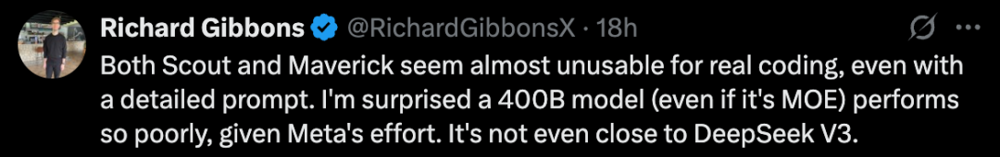 Richard Gibbons @RichardGibbonsX · 18h
Both Scout and Maverick seem almost unusable for real coding, even with
a detailed prompt. I'm surprised a 400B model (even if it's MOE) performs
so poorly, given Meta's effort. It's not even close to DeepSeek V3.